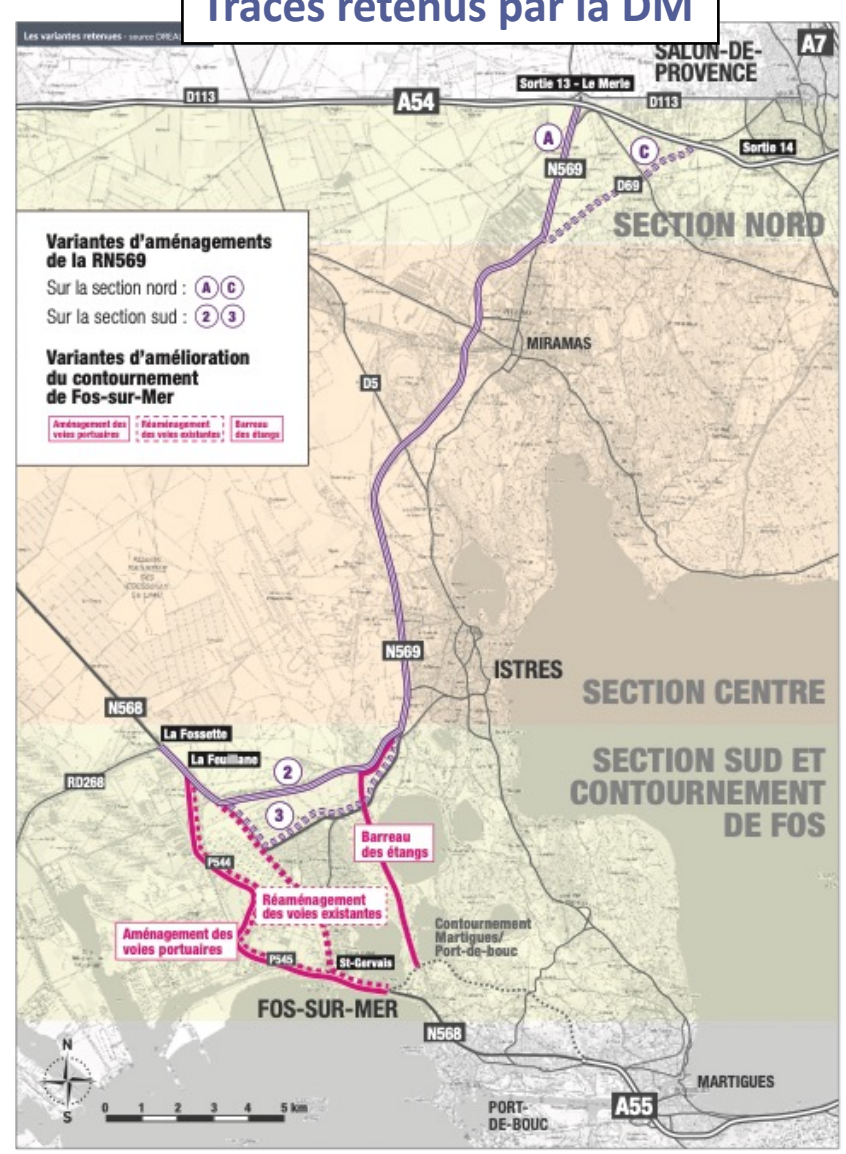 Tracés retenus par la DM
Les variantes retenues - source DREAL
SALON-DE-
PROVENCE
A7
Sortie 13 - Le Merle
D113
A54
D113
Sortie 14
A
C
N569
D69
SECTION NORD
Variantes d'aménagements
de la RN569
Sur la section nord : A C
Sur la section sud : 2 3
Variantes d'amélioration
du contournement
de Fos-sur-Mer
Aménagement des
voies portuaires
Réaménagement
des voies existantes
Barreau
des étangs
MIRAMAS
D5
N569
ISTRES
SECTION CENTRE
N568
La Fossette
La Feuillane
RD268
2
3
SECTION SUD ET
CONTOURNEMENT
DE FOS
Barreau
des étangs
P544
Réaménagement
des voies existantes
Aménagement des
voies portuaires
Contournement
Martigues/
Port-de-bouc
P545
St-Gervais
FOS-SUR-MER
N568
N
S
0 1 2 3 4 5 km
MARTIGUES
PORT-
DE-BOUC
A55